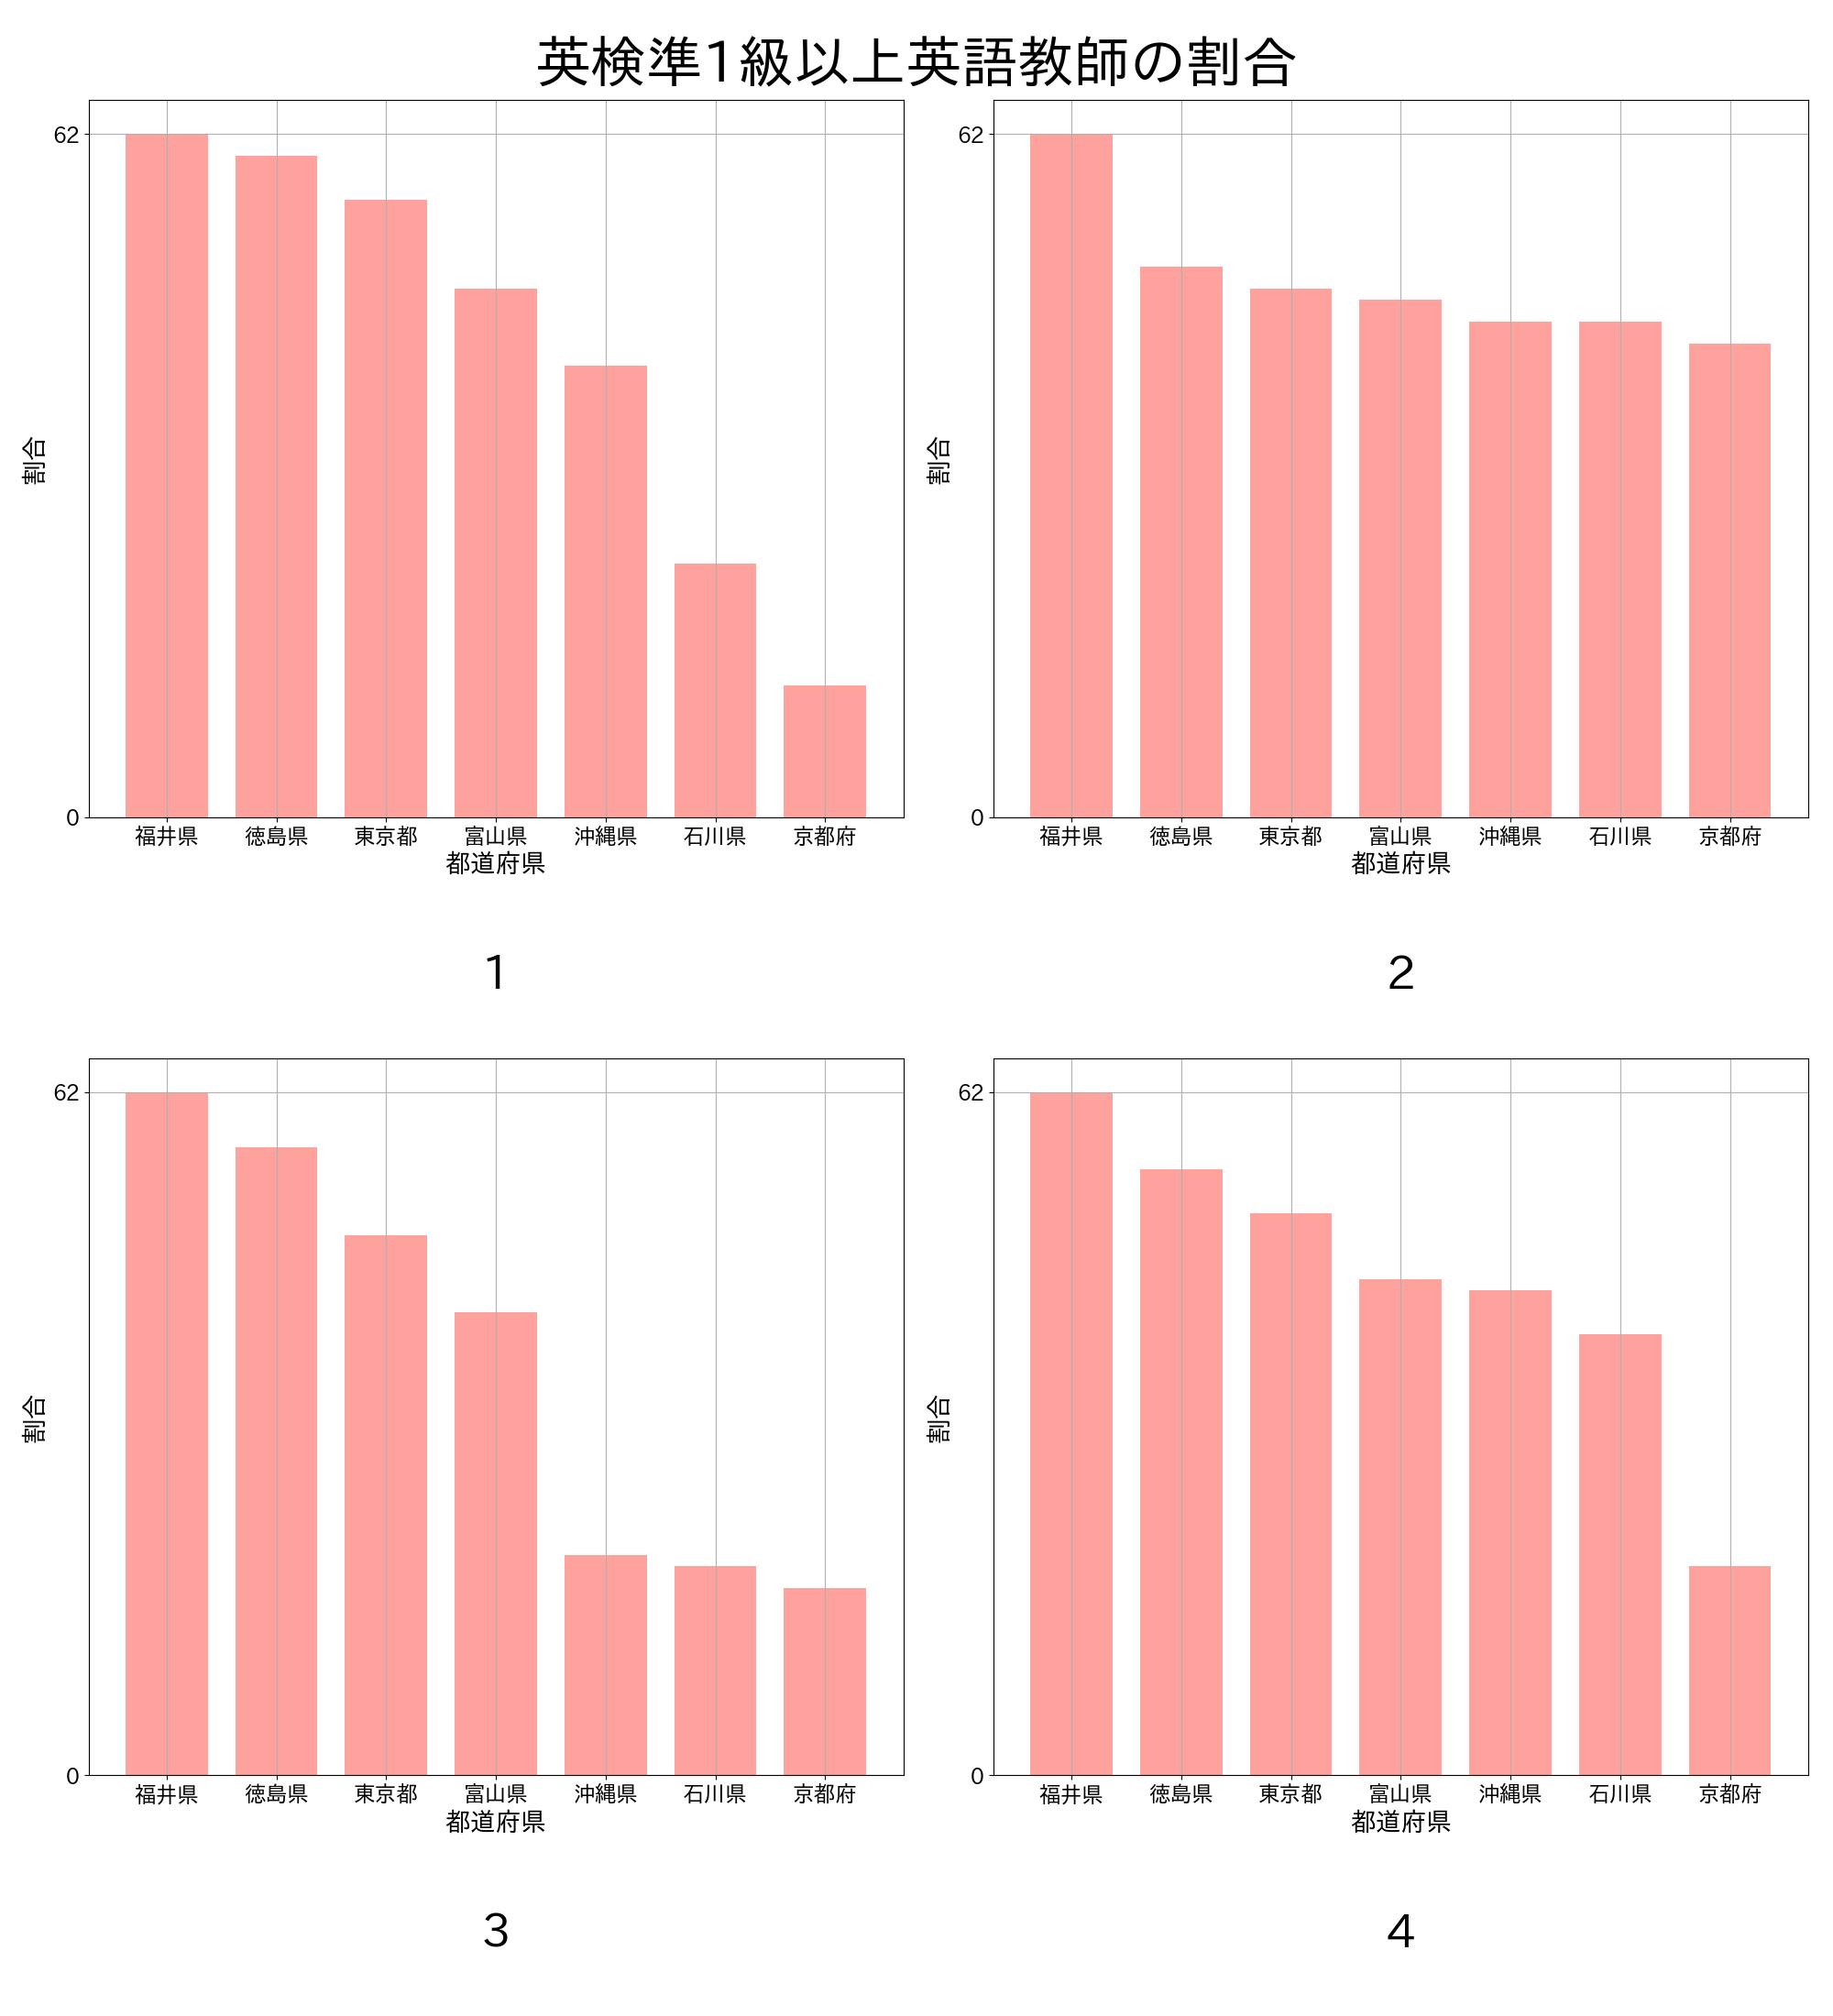 英検準1級以上英語教師の割合
62
0
割合
福井県 徳島県 東京都 富山県 沖縄県 石川県 京都府
都道府県
1
62
0
割合
福井県 徳島県 東京都 富山県 沖縄県 石川県 京都府
都道府県
2
62
0
割合
福井県 徳島県 東京都 富山県 沖縄県 石川県 京都府
都道府県
3
62
0
割合
福井県 徳島県 東京都 富山県 沖縄県 石川県 京都府
都道府県
4